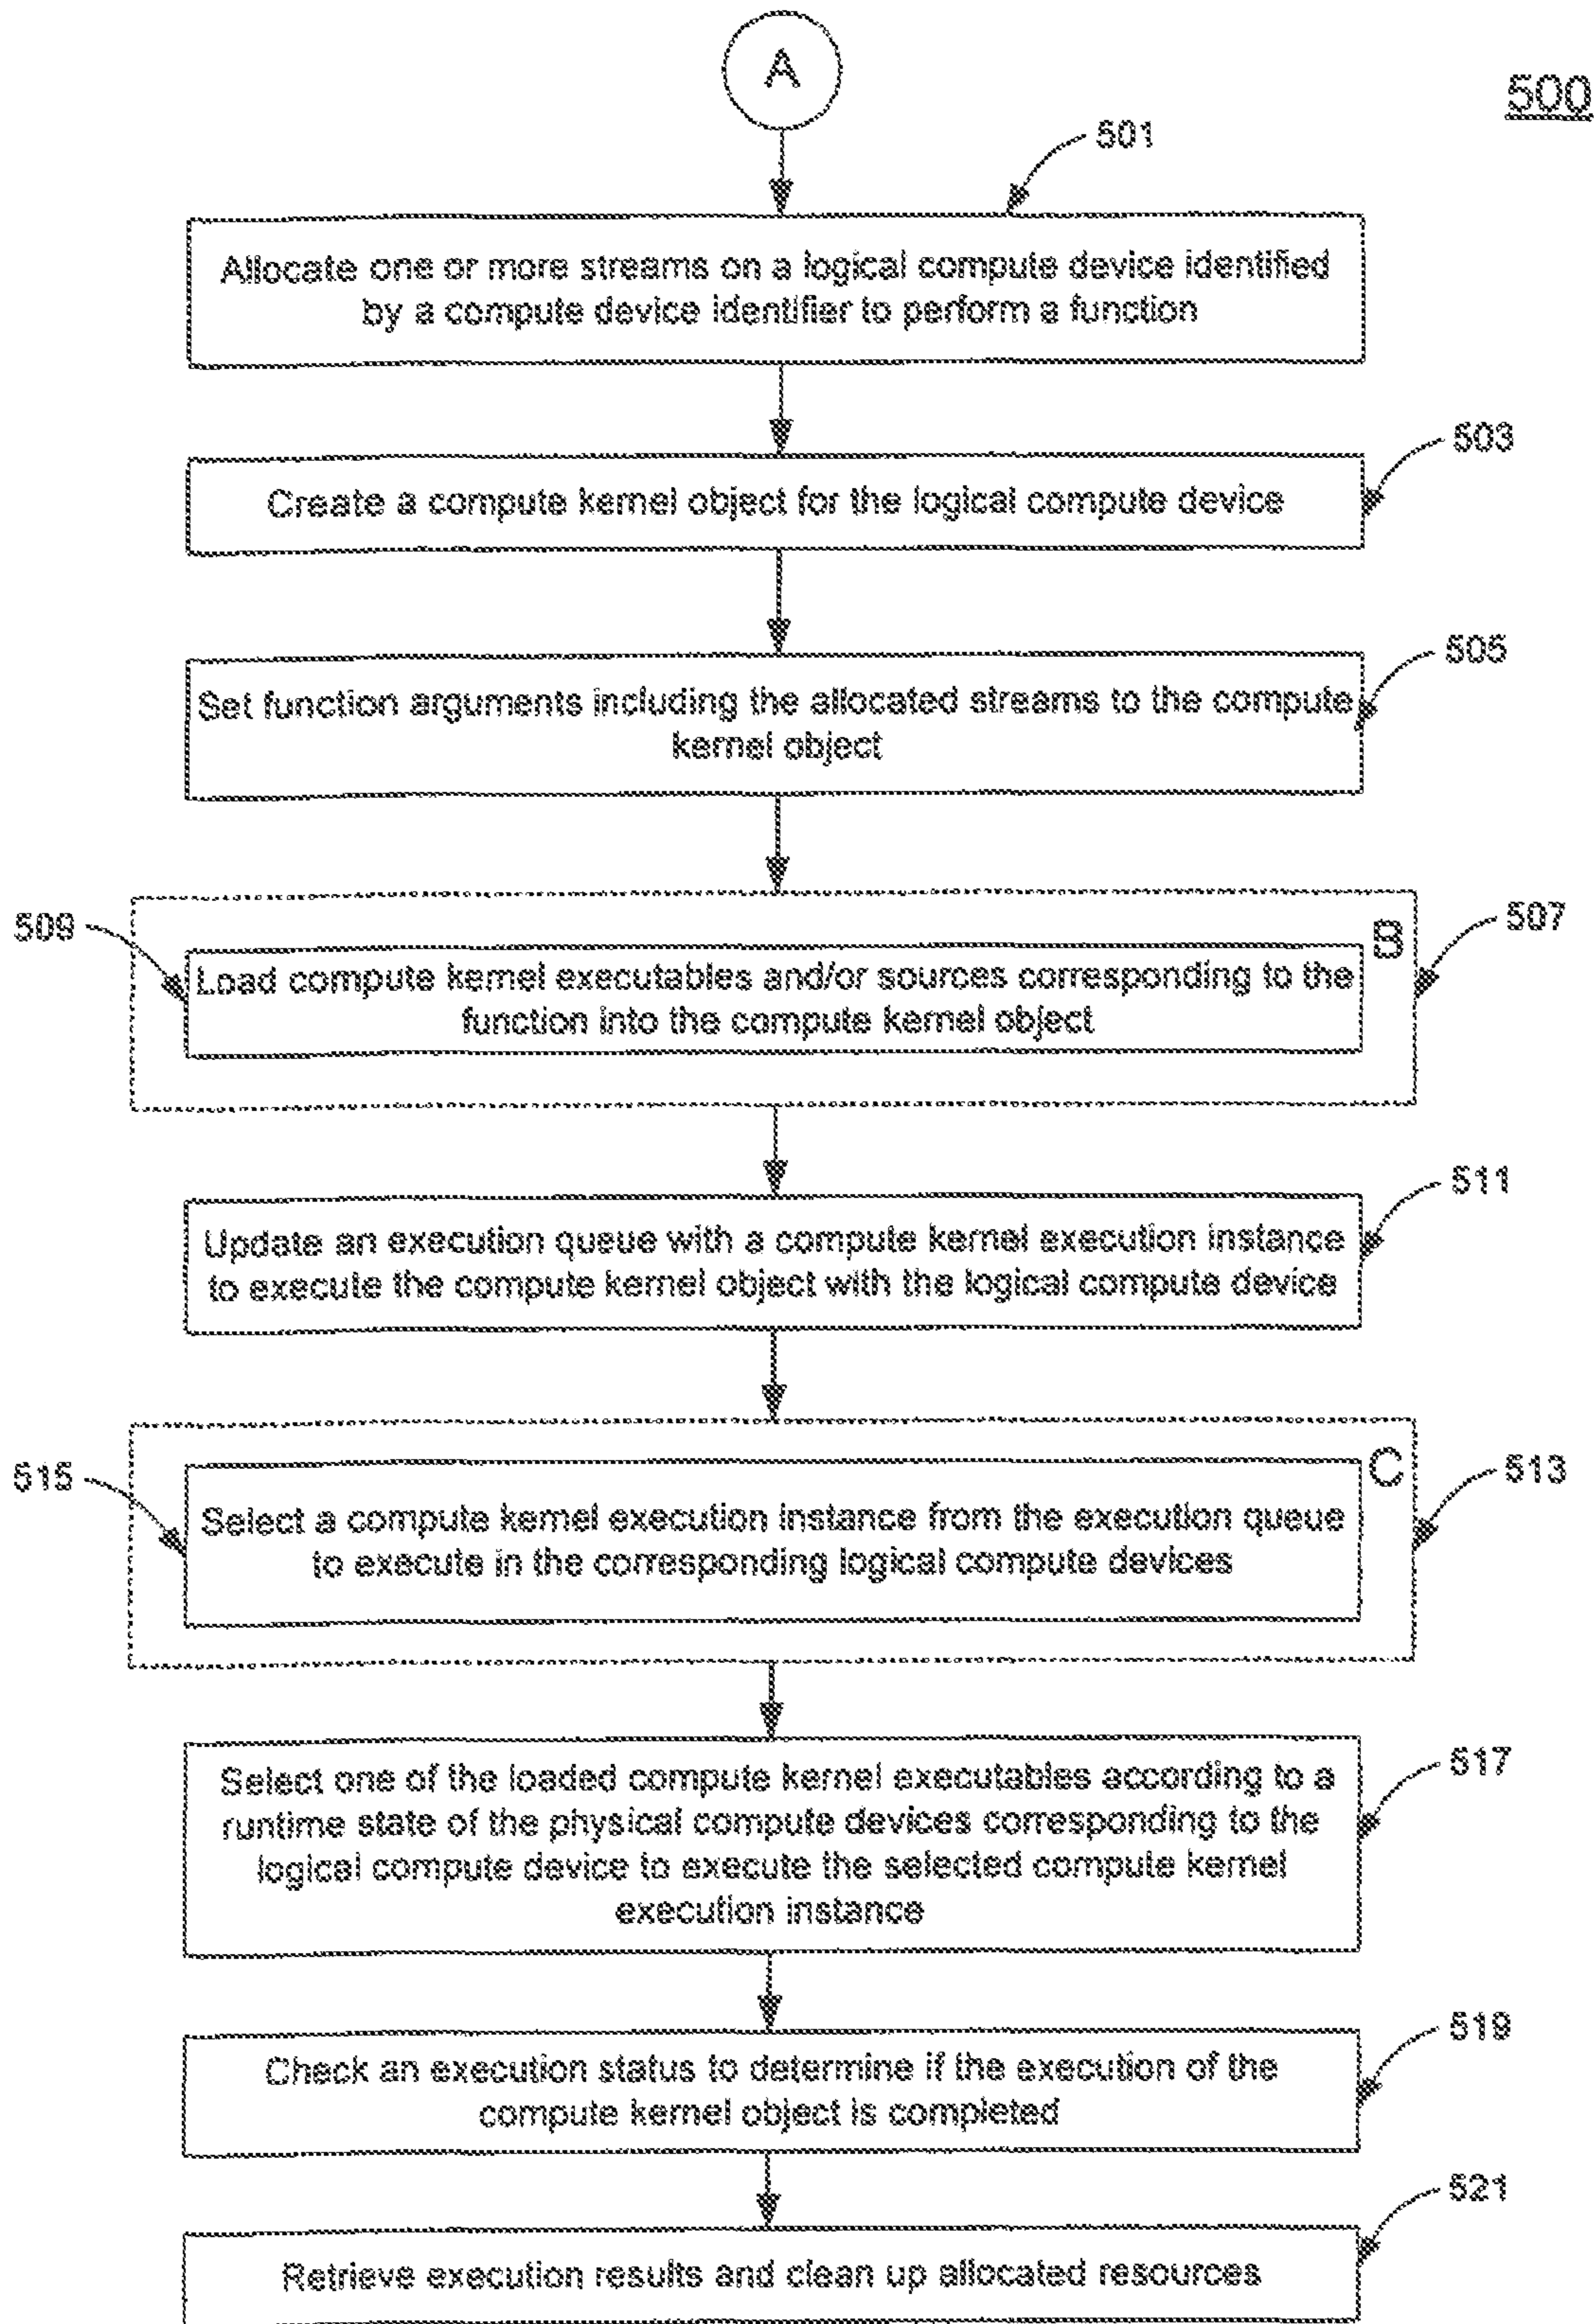 A
500
501
Allocate one or more streams on a logical compute device identified
by a compute device identifier to perform a function
503
Create a compute kernel object for the logical compute device
505
Set function arguments including the allocated streams to the compute
kernel object
509
B
507
Load compute kernel executables and/or sources corresponding to the
function into the compute kernel object
511
Update an execution queue with a compute kernel execution instance
to execute the compute kernel object with the logical compute device
515
C
513
Select a compute kernel execution instance from the execution queue
to execute in the corresponding logical compute devices
517
Select one of the loaded compute kernel executables according to a
runtime state of the physical compute devices corresponding to the
logical compute device to execute the selected compute kernel
execution instance
519
Check an execution status to determine if the execution of the
compute kernel object is completed
521
Retrieve execution results and clean up allocated resources